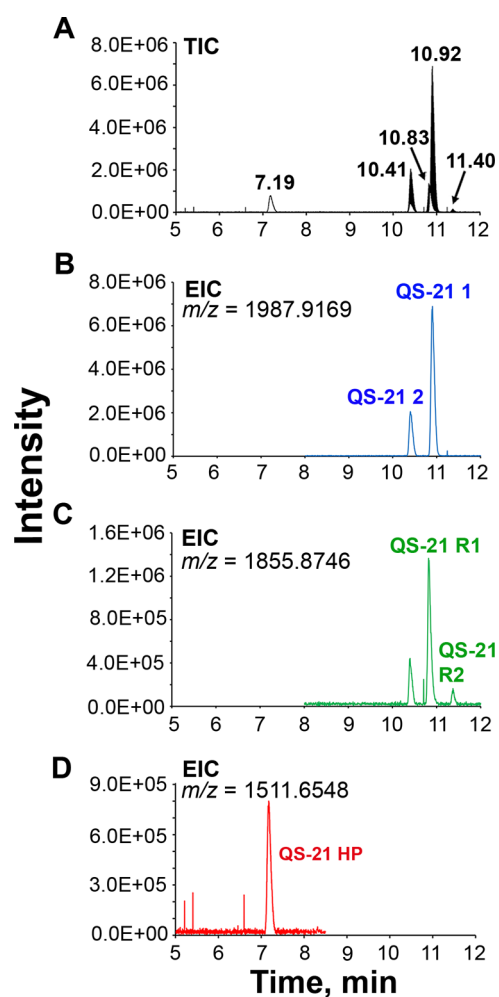 A
TIC
8.0E+06
6.0E+06
4.0E+06
2.0E+06
0.0E+00
7.19
10.41
10.83
10.92
11.40
5 6 7 8 9 10 11 12
B
EIC
m/z = 1987.9169
8.0E+06
6.0E+06
4.0E+06
2.0E+06
0.0E+00
QS-21 1
QS-21 2
5 6 7 8 9 10 11 12
Intensity
C
EIC
m/z = 1855.8746
1.6E+06
1.2E+06
8.0E+05
4.0E+05
0.0E+00
QS-21 R1
QS-21
R2
5 6 7 8 9 10 11 12
D
EIC
m/z = 1511.6548
9.0E+05
6.0E+05
3.0E+05
0.0E+00
QS-21 HP
5 6 7 8 9 10 11 12
Time, min